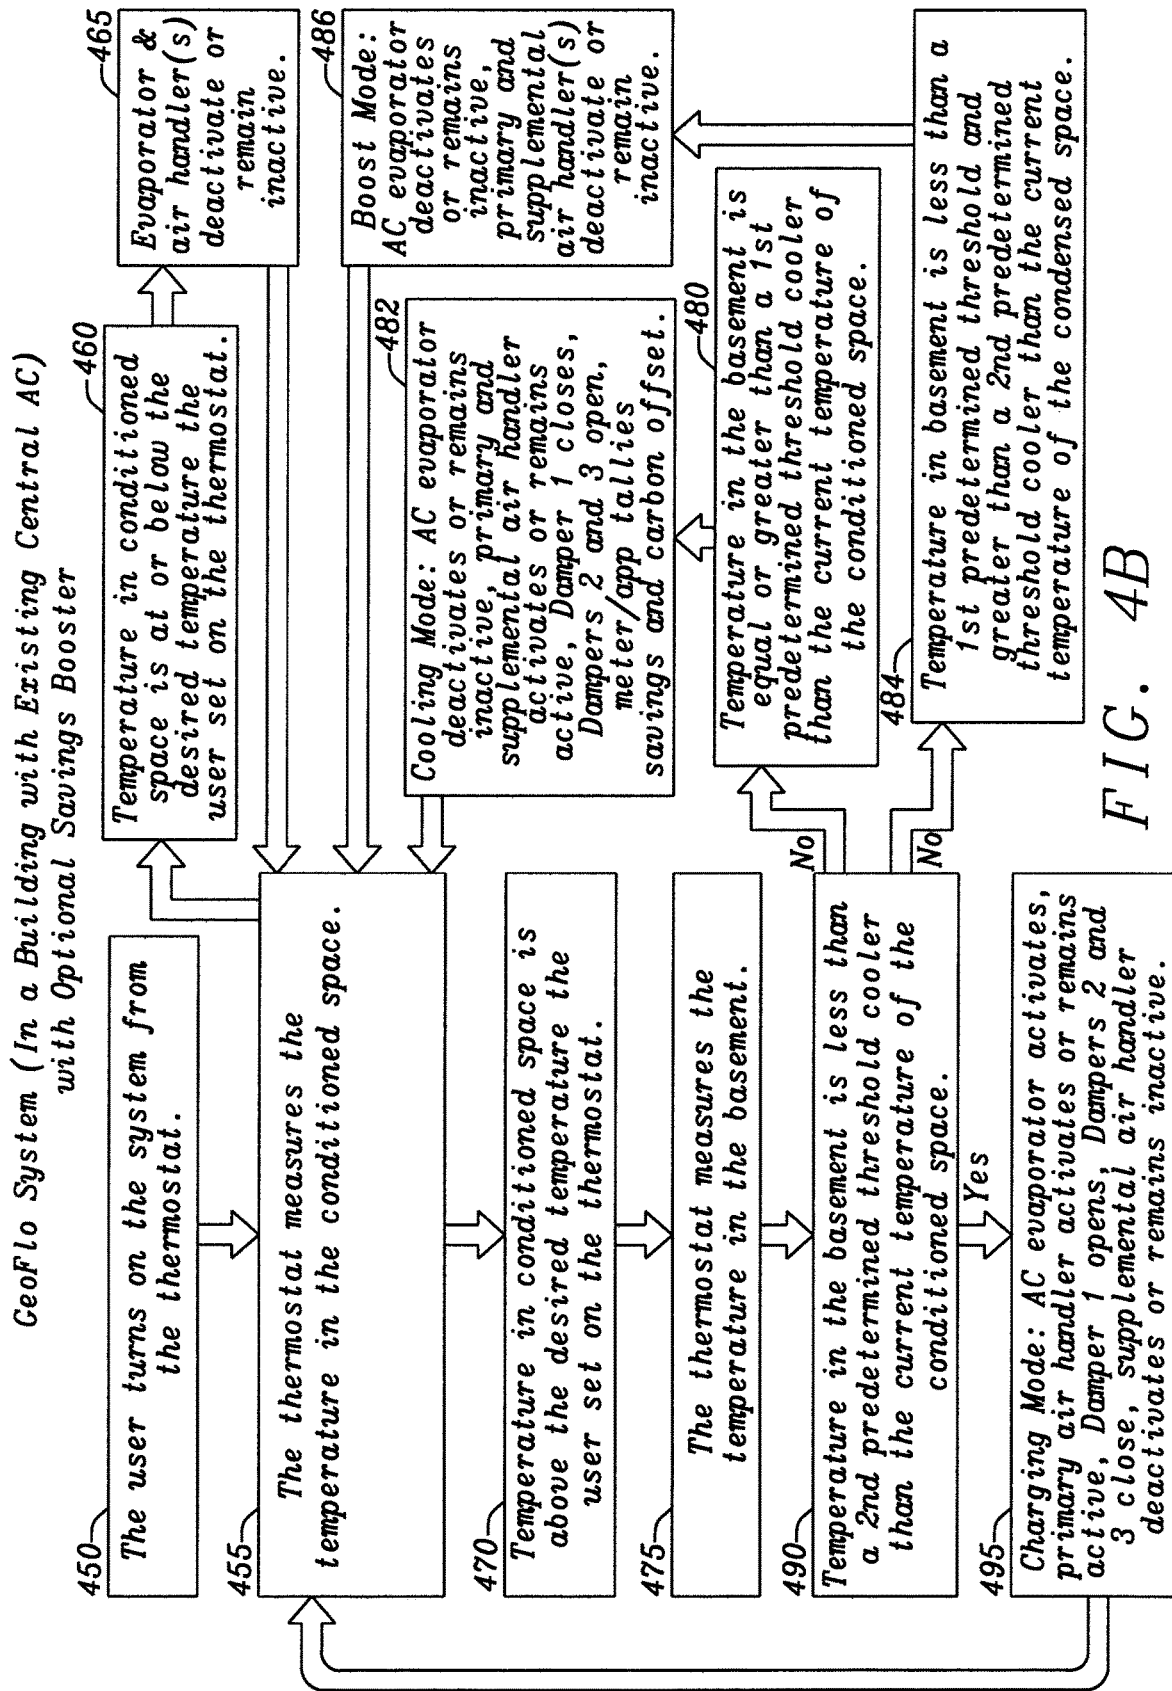 GeoFlo System (In a Building with Existing Central AC)
with Optional Savings Booster
450
The user turns on the system from
the thermostat.
455
The thermostat measures the
temperature in the conditioned space.
460
Temperature in conditioned
space is at or below the
desired temperature the
user set on the thermostat.
465
Evaporator &
air handler(s)
deactivate or
remain
inactive.
470
Temperature in conditioned space is
above the desired temperature the
user set on the thermostat.
475
The thermostat measures the
temperature in the basement.
490
Temperature in the basement is less than
a 2nd predetermined threshold cooler
than the current temperature of the
conditioned space.
No
No
Yes
480
Temperature in the basement is
equal or greater than a 1st
predetermined threshold cooler
than the current temperature of
the conditioned space.
482
Cooling Mode: AC evaporator
deactivates or remains
inactive, primary and
supplemental air handler
activates or remains
active, Damper 1 closes,
Dampers 2 and 3 open,
meter/app tallies
savings and carbon offset.
484
Temperature in basement is less than a
1st predetermined threshold and
greater than a 2nd predetermined
threshold cooler than the current
temperature of the condensed space.
486
Boost Mode:
AC evaporator
deactivates
or remains
inactive,
primary and
supplemental
air handler(s)
deactivate or
remain
inactive.
495
Charging Mode: AC evaporator activates,
primary air handler activates or remains
active, Damper 1 opens, Dampers 2 and
3 close, supplemental air handler
deactivates or remains inactive.
FIG. 4B